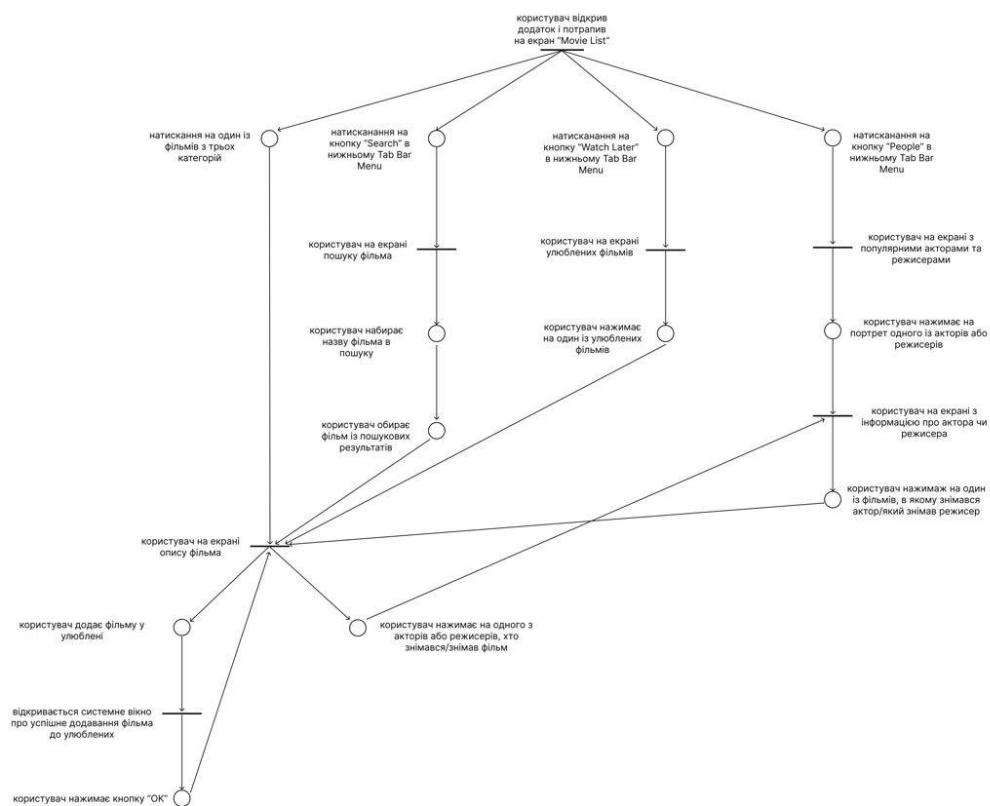 користувач відкрив
додаток і потрапив
на екран "Movie List"
натискання на один із
фільмів з трьох
категорій
натисканання на
кнопку "Search" в
нижньому Tab Bar
Menu
натисканання на
кнопку "Watch Later"
в нижньому Tab Bar
Menu
натисканання на
кнопку "People" в
нижньому Tab Bar
Menu
користувач на екрані
пошуку фільма
користувач на екрані
улюблених фільмів
користувач на екрані з
популярними акторами та
режисерами
користувач набирає
назву фільма в
пошуку
користувач нажимає
на один із улюблених
фільмів
користувач нажимає на
портрет одного із акторів або
режисерів
користувач обирає
фільм із пошукових
результатів
користувач на екрані з
інформацією про актора чи
режисера
користувач нажимаж на один
із фільмів, в якому знімався
актор/який знімав режисер
користувач на екрані
опису фільма
користувач додає фільму у
улюблені
користувач нажимає на одного з
акторів або режисерів, хто
знімався/знімав фільм
відкривається системне вікно
про успішне додавання фільма
до улюблених
користувач нажимає кнопку "ОК"